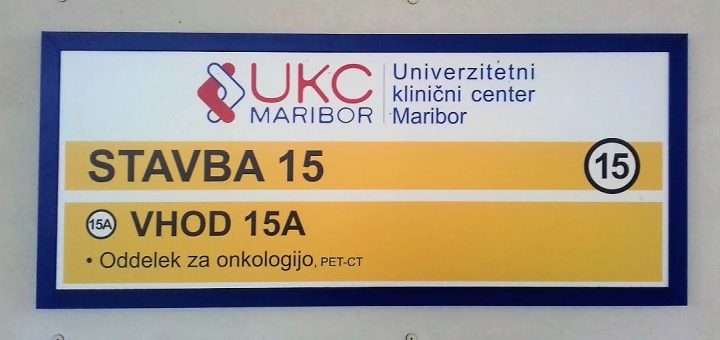 UKC
MARIBOR
Univerzitetni
klinični center
Maribor
STAVBA 15
15
15A VHOD 15A
• Oddelek za onkologijo, PET-CT